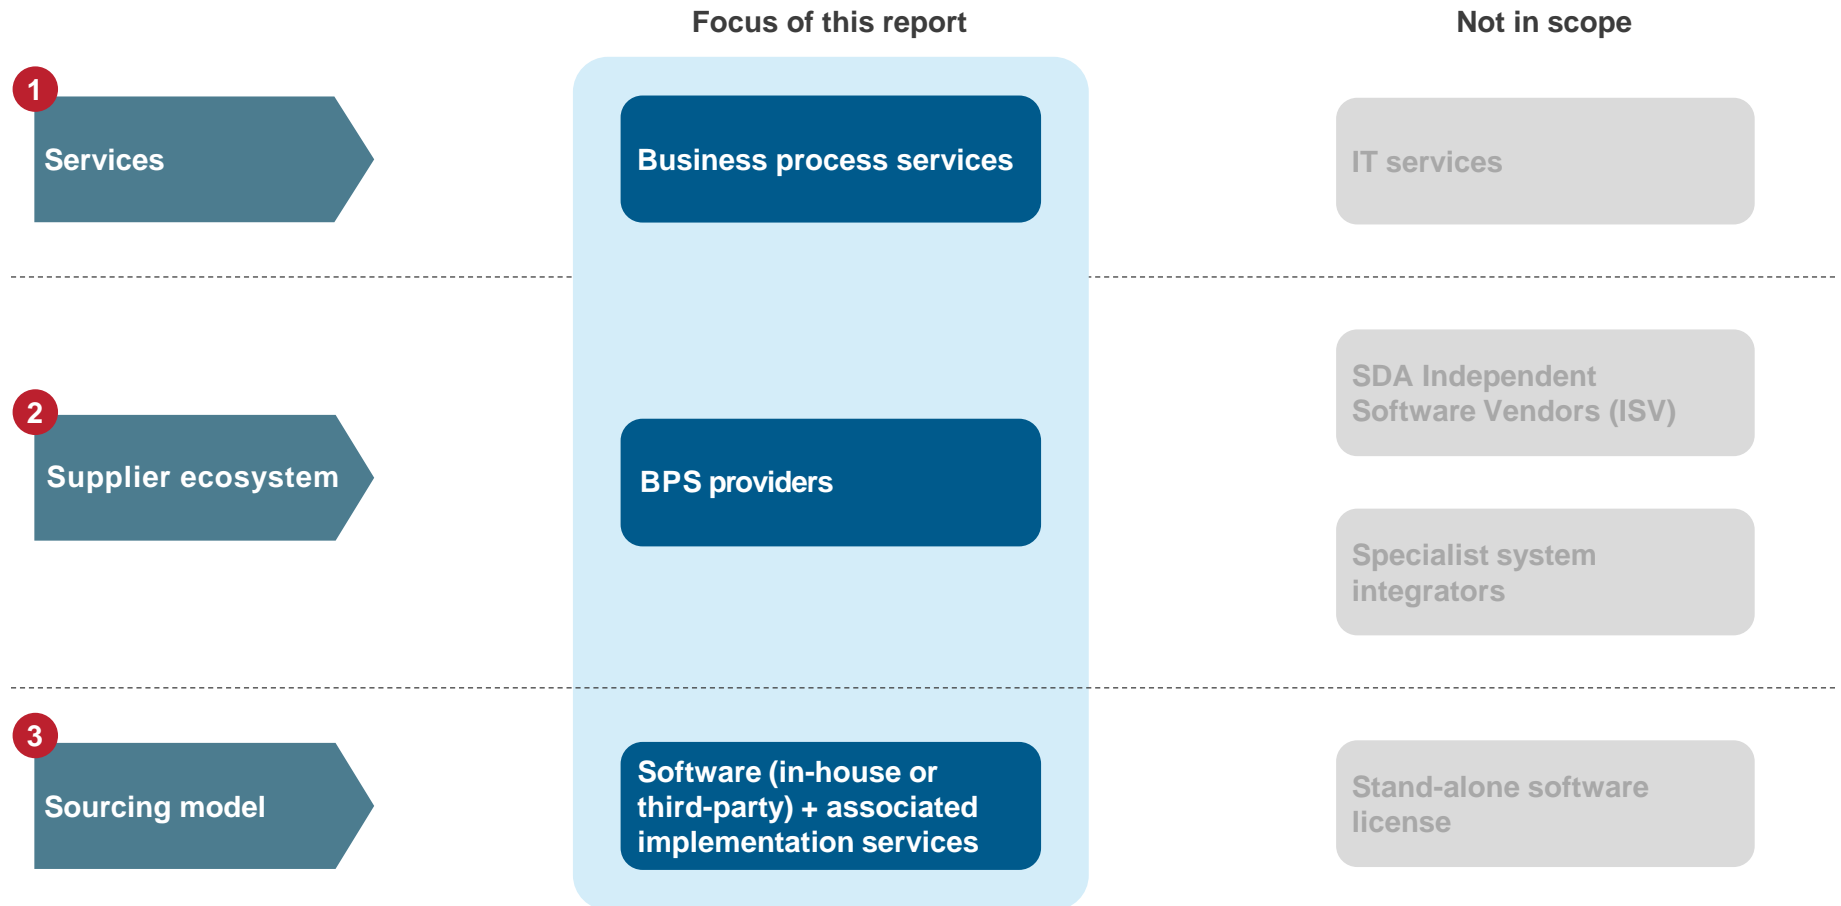 Focus of this report
Not in scope
1
Services
Business process services
IT services
2
Supplier ecosystem
BPS providers
SDA Independent
Software Vendors (ISV)
Specialist system
integrators
3
Sourcing model
Software (in-house or
third-party) + associated
implementation services
Stand-alone software
license